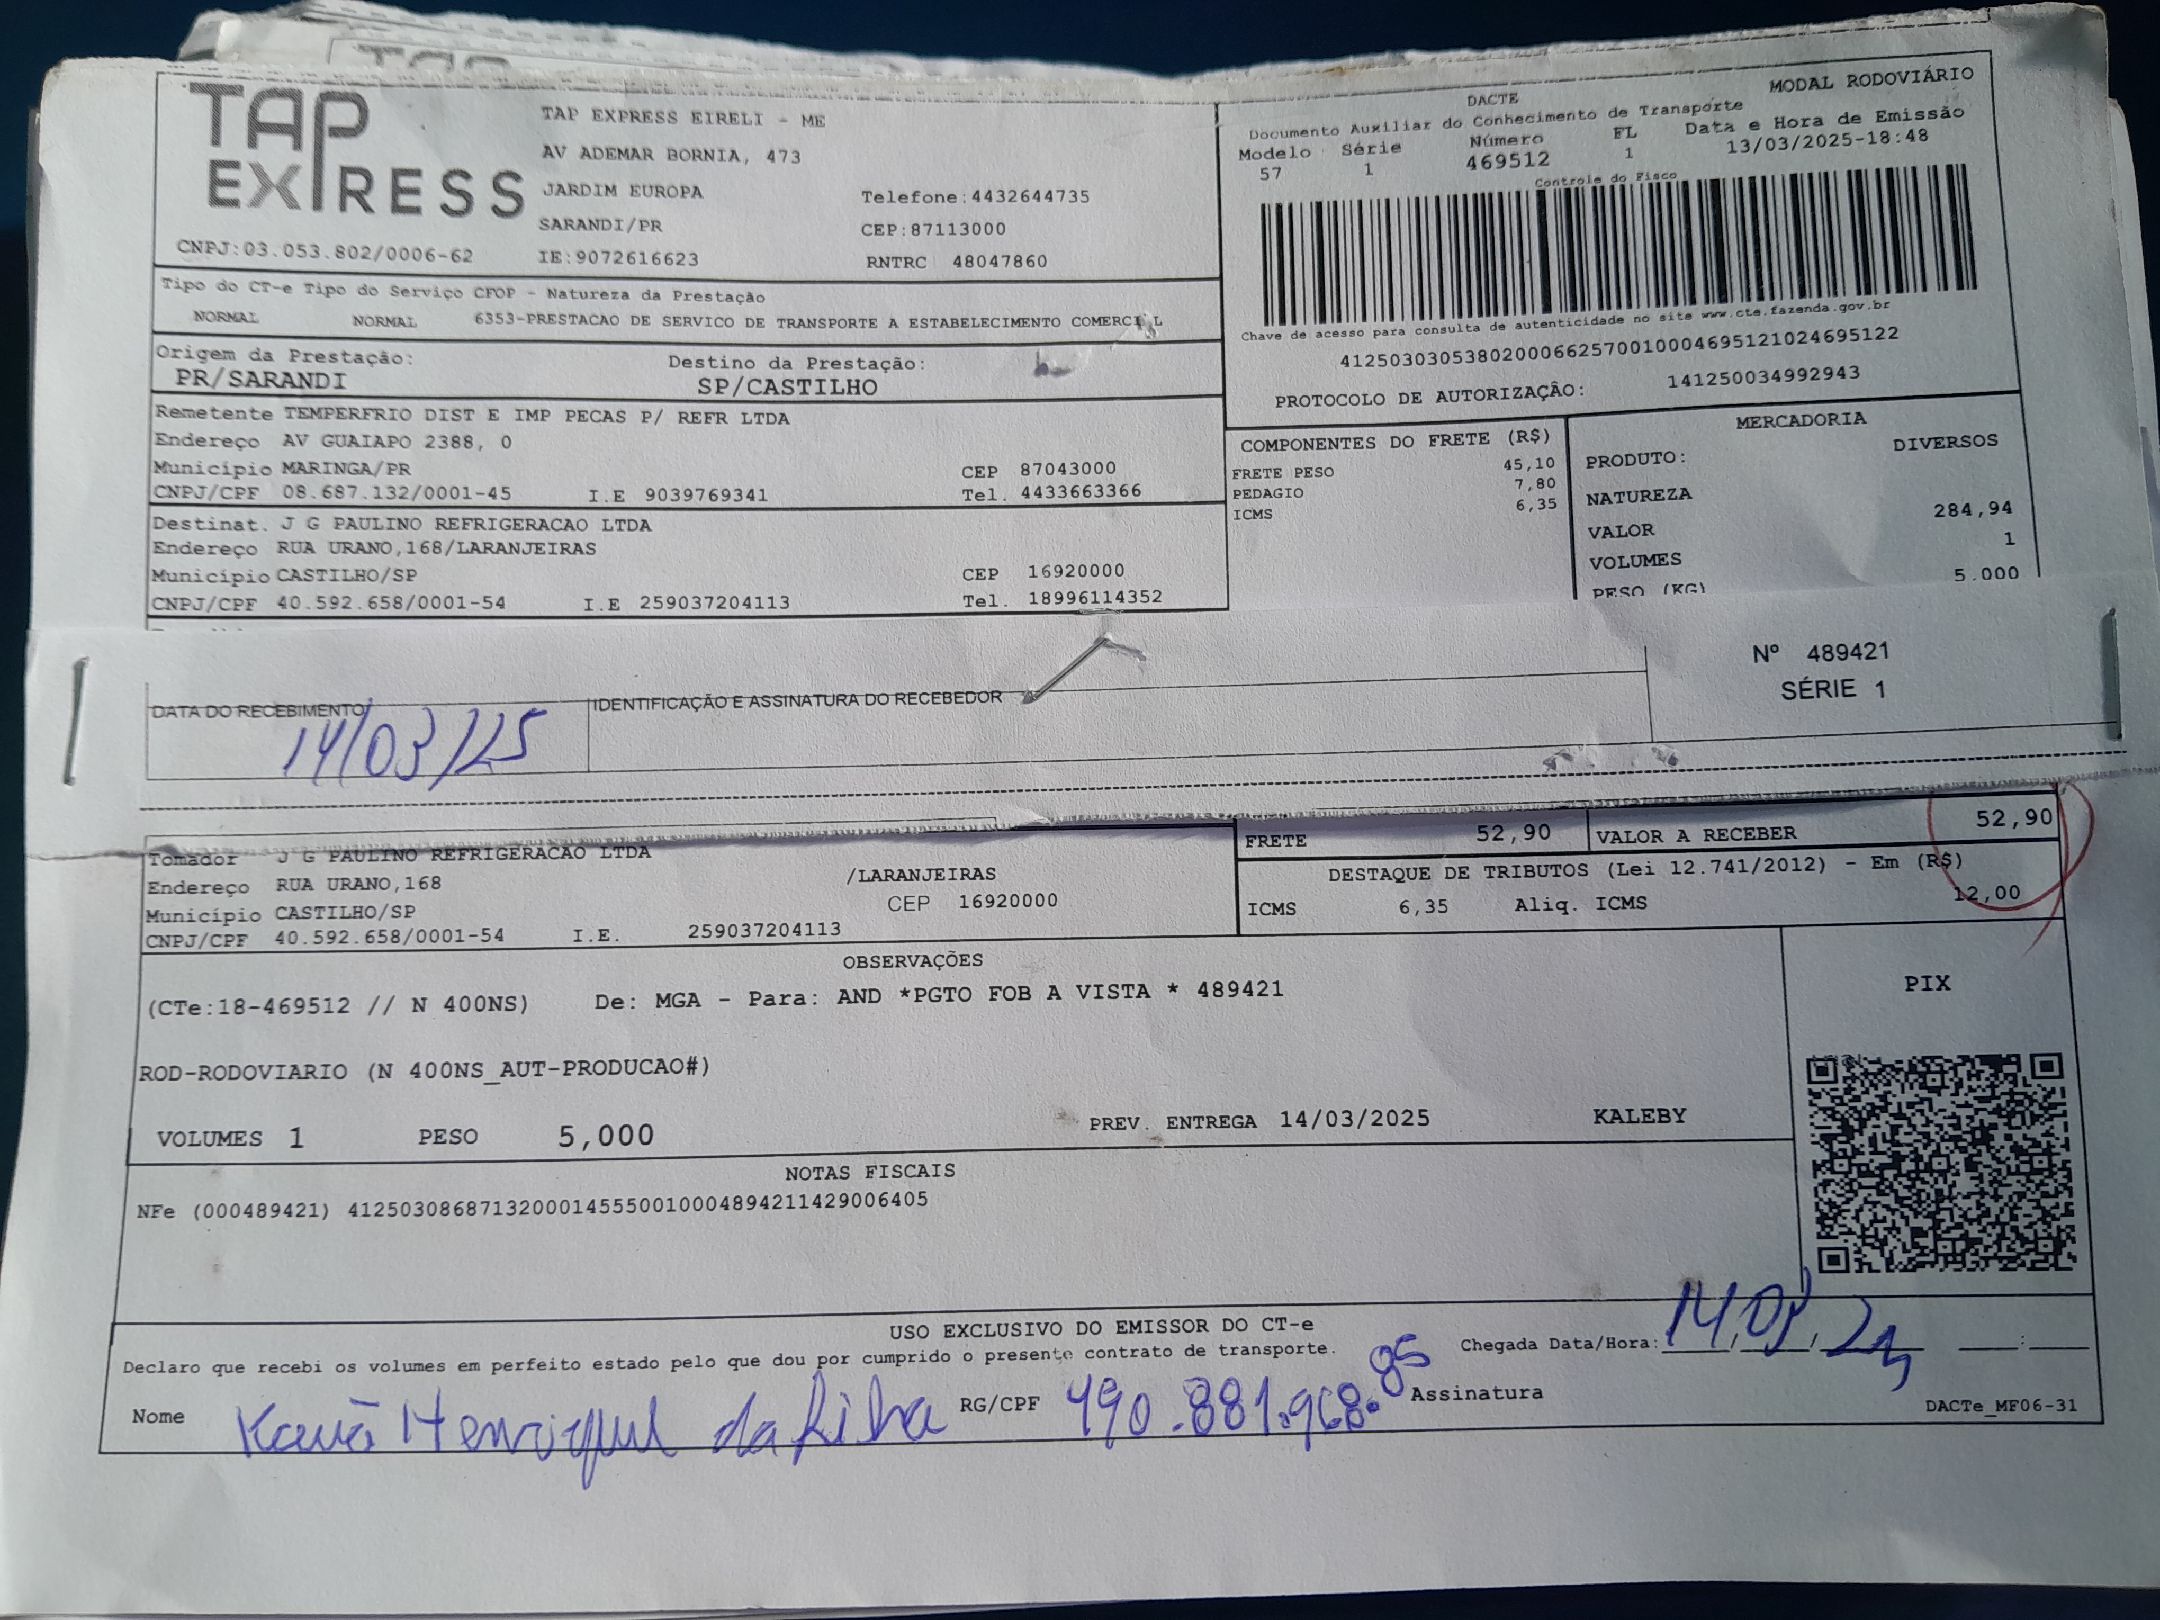 TAP EXPRESS
TAP EXPRESS EIRELI - ME
AV ADEMAR BORNIA, 473
JARDIM EUROPA
Telefone:4432644735
SARANDI/PR
CEP:87113000
CNPJ:03.053.802/0006-62
IE:9072616623
RNTRC 48047860
DACTE
MODAL RODOVIÁRIO
Documento Auxiliar do Conhecimento de Transporte
Modelo Série Número FL Data e Hora de Emissão
57 1 469512 1 13/03/2025-18:48
Controle do Fisco
Chave de acesso para consulta de autenticidade no site www.cte.fazenda.gov.br
41250303053802000662570010004695121024695122
PROTOCOLO DE AUTORIZAÇÃO: 141250034992943
Tipo do CT-e Tipo do Serviço CFOP - Natureza da Prestação
NORMAL NORMAL 6353-PRESTACAO DE SERVICO DE TRANSPORTE A ESTABELECIMENTO COMERCI L
Origem da Prestação: Destino da Prestação:
PR/SARANDI SP/CASTILHO
Remetente TEMPERFRIO DIST E IMP PECAS P/ REFR LTDA
Endereço AV GUAIAPO 2388, 0
Município MARINGA/PR CEP 87043000
CNPJ/CPF 08.687.132/0001-45 I.E 9039769341 Tel. 4433663366
Destinat. J G PAULINO REFRIGERACAO LTDA
Endereço RUA URANO,168/LARANJEIRAS
Município CASTILHO/SP CEP 16920000
CNPJ/CPF 40.592.658/0001-54 I.E 259037204113 Tel. 18996114352
COMPONENTES DO FRETE (R$)
FRETE PESO 45,10
PEDAGIO 7,80
ICMS 6,35
MERCADORIA
PRODUTO: DIVERSOS
NATUREZA
VALOR 284,94
VOLUMES 1
PESO (KG) 5,000
Nº 489421
SÉRIE 1
DATA DO RECEBIMENTO
IDENTIFICAÇÃO E ASSINATURA DO RECEBEDOR
14/03/25
Tomador J G PAULINO REFRIGERACAO LTDA
Endereço RUA URANO,168 /LARANJEIRAS
Município CASTILHO/SP CEP 16920000
CNPJ/CPF 40.592.658/0001-54 I.E. 259037204113
FRETE 52,90 VALOR A RECEBER 52,90
DESTAQUE DE TRIBUTOS (Lei 12.741/2012) - Em (R$)
ICMS 6,35 Aliq. ICMS 12,00
OBSERVAÇÕES
(CTe:18-469512 // N 400NS) De: MGA - Para: AND *PGTO FOB A VISTA * 489421
ROD-RODOVIARIO (N 400NS_AUT-PRODUCAO#)
VOLUMES 1 PESO 5,000 PREV. ENTREGA 14/03/2025 KALEBY
PIX
NOTAS FISCAIS
NFe (000489421) 41250308687132000145550010004894211429006405
USO EXCLUSIVO DO EMISSOR DO CT-e
Declaro que recebi os volumes em perfeito estado pelo que dou por cumprido o presente contrato de transporte.
Chegada Data/Hora: 14/03/25 :
Nome Kauã Henrique da Silva RG/CPF 490.881.968.85 Assinatura
DACTe_MF06-31